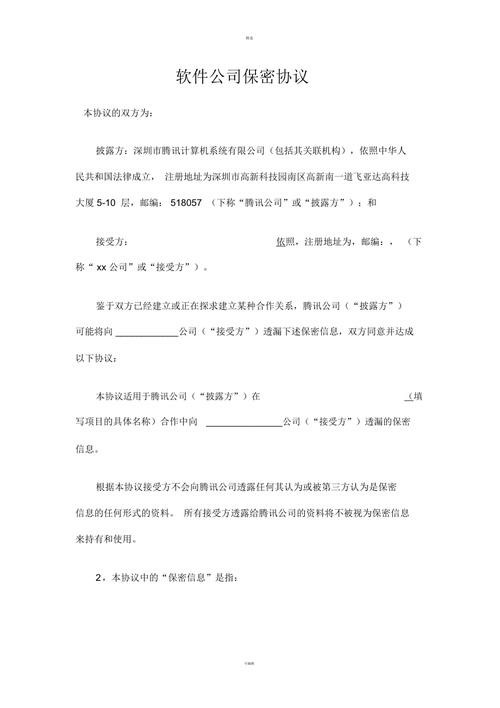 软件公司保密协议
本协议的双方为:
披露方:深圳市腾讯计算机系统有限公司(包括其关联机构),依照中华人
民共和国法律成立, 注册地址为深圳市高新科技园南区高新南一道飞亚达高科技
大厦5-10 层,邮编: 518057 (下称“腾讯公司”或“披露方”);和
接受方: 依照,注册地址为,邮编:, (下
称“ xx公司”或“接受方”)。
鉴于双方已经建立或正在探求建立某种合作关系,腾讯公司(“披露方”)
可能将向____________公司(“接受方”)透漏下述保密信息,双方同意并达成
以下协议:
本协议适用于腾讯公司(“披露方”)在 (填
写项目的具体名称)合作中向 _______________公司(“接受方”)透漏的保密
信息。
根据本协议接受方不会向腾讯公司透露任何其认为或被第三方认为是保密
信息的任何形式的资料。 所有接受方透露给腾讯公司的资料将不被视为保密信息
来持有和使用。
2,本协议中的“保密信息”是指: